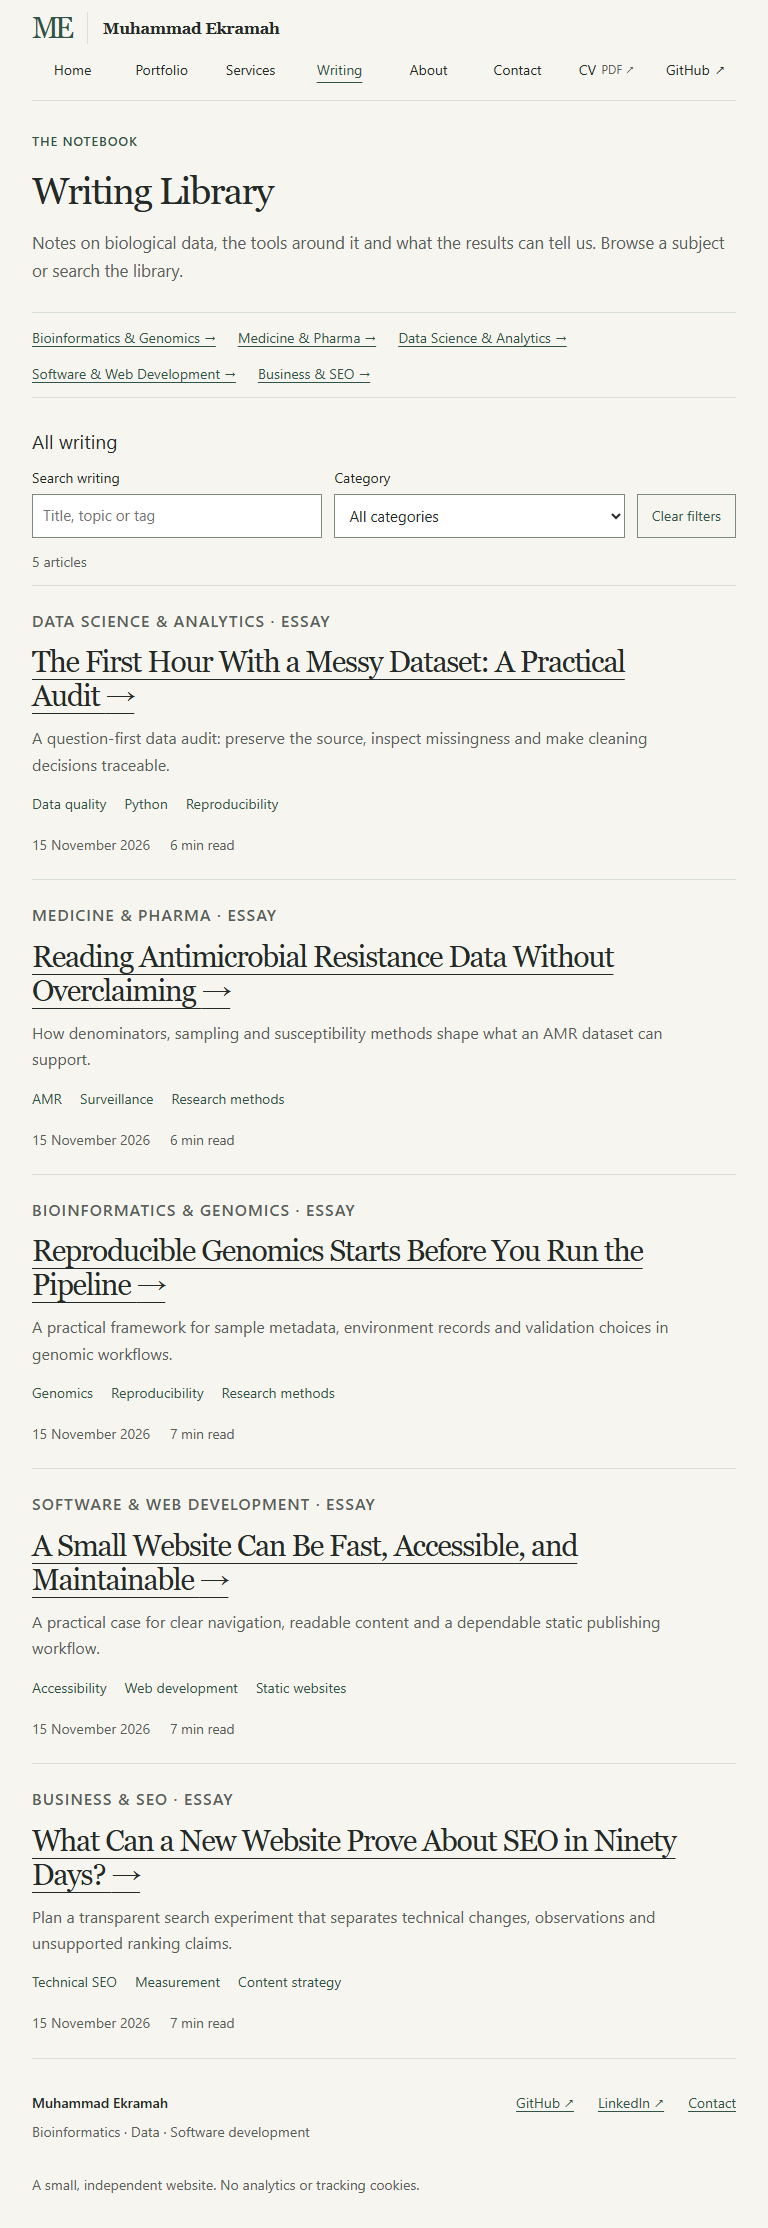 ME Muhammad Ekramah
Home Portfolio Services Writing About Contact CV PDF ↗ GitHub ↗
THE NOTEBOOK
Writing Library
Notes on biological data, the tools around it and what the results can tell us. Browse a subject
or search the library.
Bioinformatics & Genomics → Medicine & Pharma → Data Science & Analytics →
Software & Web Development → Business & SEO →
All writing
Search writing Category
Title, topic or tag All categories Clear filters
5 articles
DATA SCIENCE & ANALYTICS · ESSAY
The First Hour With a Messy Dataset: A Practical
Audit →
A question-first data audit: preserve the source, inspect missingness and make cleaning
decisions traceable.
Data quality Python Reproducibility
15 November 2026 6 min read
MEDICINE & PHARMA · ESSAY
Reading Antimicrobial Resistance Data Without
Overclaiming →
How denominators, sampling and susceptibility methods shape what an AMR dataset can
support.
AMR Surveillance Research methods
15 November 2026 6 min read
BIOINFORMATICS & GENOMICS · ESSAY
Reproducible Genomics Starts Before You Run the
Pipeline →
A practical framework for sample metadata, environment records and validation choices in
genomic workflows.
Genomics Reproducibility Research methods
15 November 2026 7 min read
SOFTWARE & WEB DEVELOPMENT · ESSAY
A Small Website Can Be Fast, Accessible, and
Maintainable →
A practical case for clear navigation, readable content and a dependable static publishing
workflow.
Accessibility Web development Static websites
15 November 2026 7 min read
BUSINESS & SEO · ESSAY
What Can a New Website Prove About SEO in Ninety
Days? →
Plan a transparent search experiment that separates technical changes, observations and
unsupported ranking claims.
Technical SEO Measurement Content strategy
15 November 2026 7 min read
Muhammad Ekramah GitHub ↗ LinkedIn ↗ Contact
Bioinformatics · Data · Software development
A small, independent website. No analytics or tracking cookies.